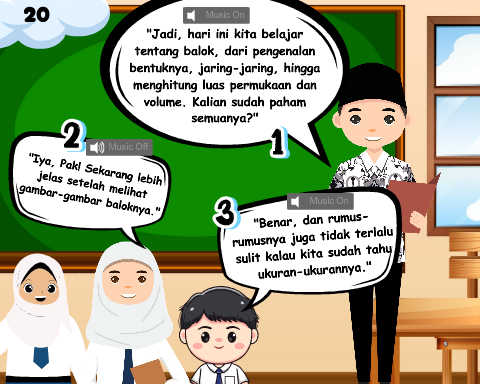 20
Music On
"Jadi, hari ini kita belajar
tentang balok, dari pengenalan
bentuknya, jaring-jaring, hingga
menghitung luas permukaan dan
volume. Kalian sudah paham
semuanya?"
1
2
Music Off
"Iya, Pak! Sekarang lebih
jelas setelah melihat
gambar-gambar baloknya."
3
Music On
"Benar, dan rumus-
rumusnya juga tidak terlalu
sulit kalau kita sudah tahu
ukuran-ukurannya."